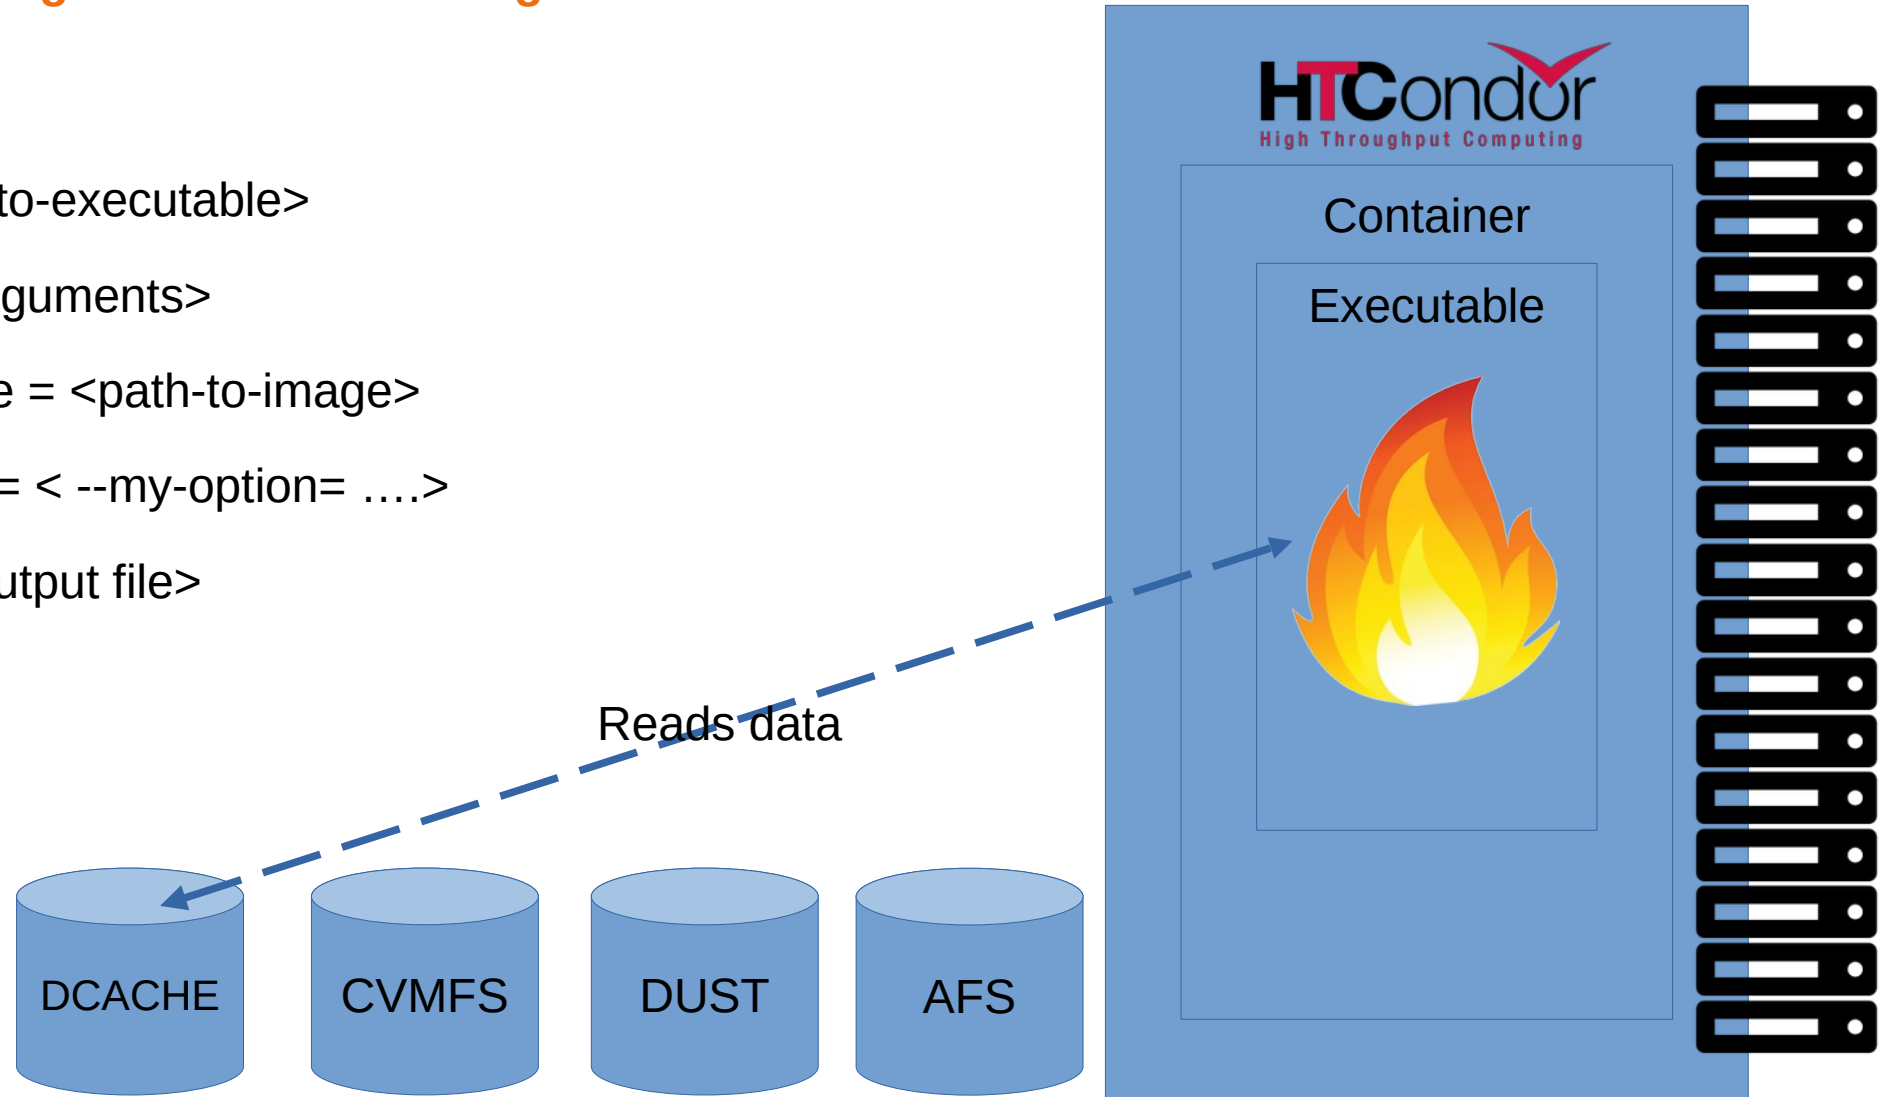 HTCondor
High Throughput Computing
to-executable>
Container
guments>
Executable
e = <path-to-image>
= < --my-option= ….>
utput file>
Reads data
DCACHE
CVMFS
DUST
AFS